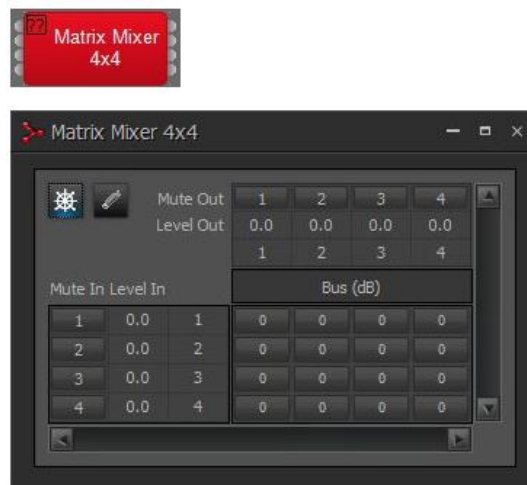 ??
Matrix Mixer
4x4
Matrix Mixer 4x4
Mute Out 1 2 3 4
Level Out 0.0 0.0 0.0 0.0
1 2 3 4
Mute In Level In Bus (dB)
1 0.0 1 0 0 0 0
2 0.0 2 0 0 0 0
3 0.0 3 0 0 0 0
4 0.0 4 0 0 0 0